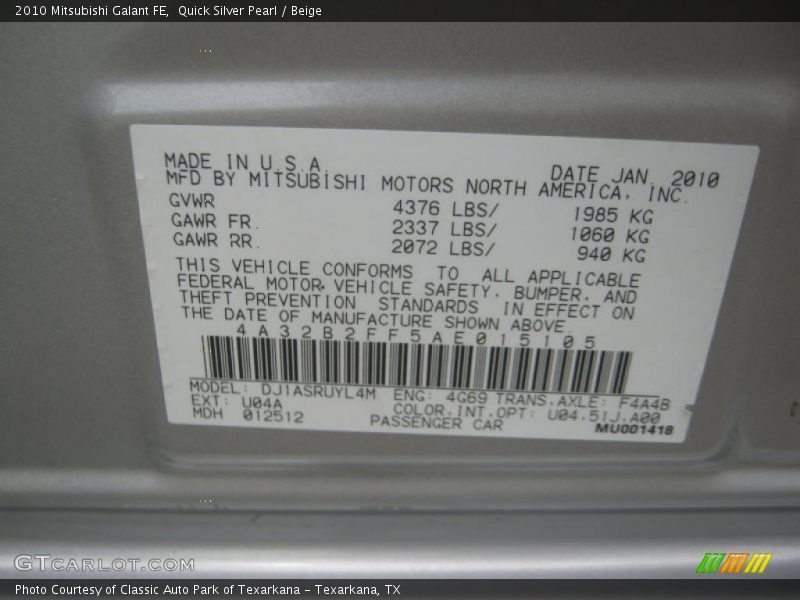 2010 Mitsubishi Galant FE,  Quick Silver Pearl / Beige
MADE IN U.S.A. DATE JAN 2010
MFD BY MITSUBISHI MOTORS NORTH AMERICA, INC.
GVWR 4376 LBS/ 1985 KG
GAWR FR. 2337 LBS/ 1060 KG
GAWR RR. 2072 LBS/ 940 KG
THIS VEHICLE CONFORMS TO ALL APPLICABLE
FEDERAL MOTOR VEHICLE SAFETY, BUMPER, AND
THEFT PREVENTION STANDARDS IN EFFECT ON
THE DATE OF MANUFACTURE SHOWN ABOVE.
4A32B2FF5AE015105
MODEL: DJ1ASRUYL4M ENG: 4G69 TRANS.AXLE: F4A4B
EXT: U04A COLOR.INT.OPT: U04.51J.A00
MDH 012512 PASSENGER CAR MU001418
GTCARLOT.COM
Photo Courtesy of Classic Auto Park of Texarkana - Texarkana, TX